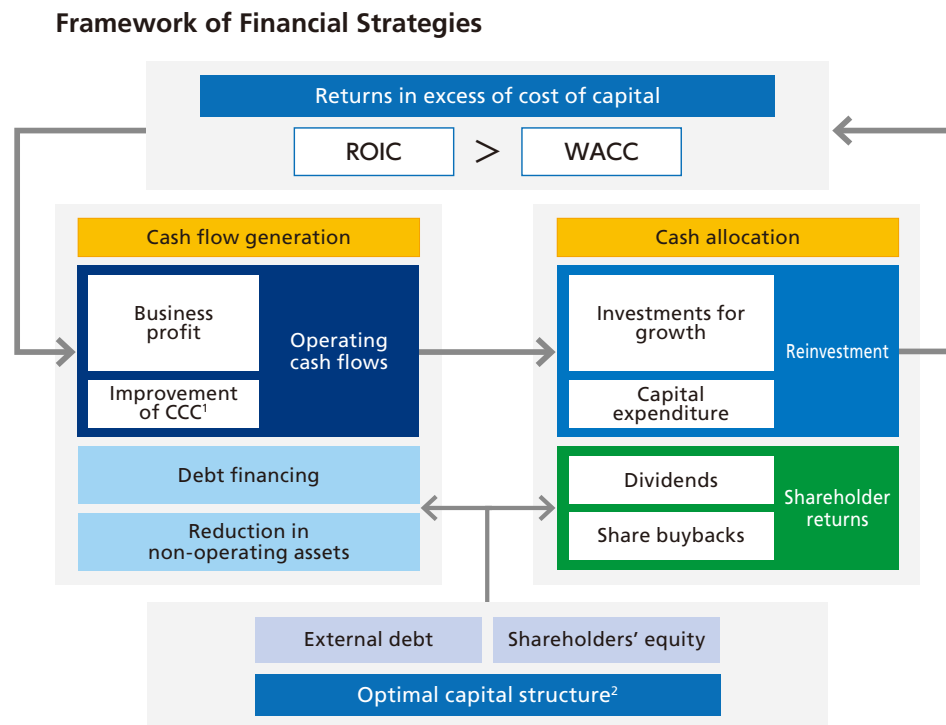 Framework of Financial Strategies
Returns in excess of cost of capital
ROIC > WACC
Cash flow generation
Business
profit
Improvement
of CCC¹
Operating
cash flows
Debt financing
Reduction in
non-operating assets
Cash allocation
Investments for
growth
Capital
expenditure
Reinvestment
Dividends
Share buybacks
Shareholder
returns
External debt
Shareholders’ equity
Optimal capital structure²